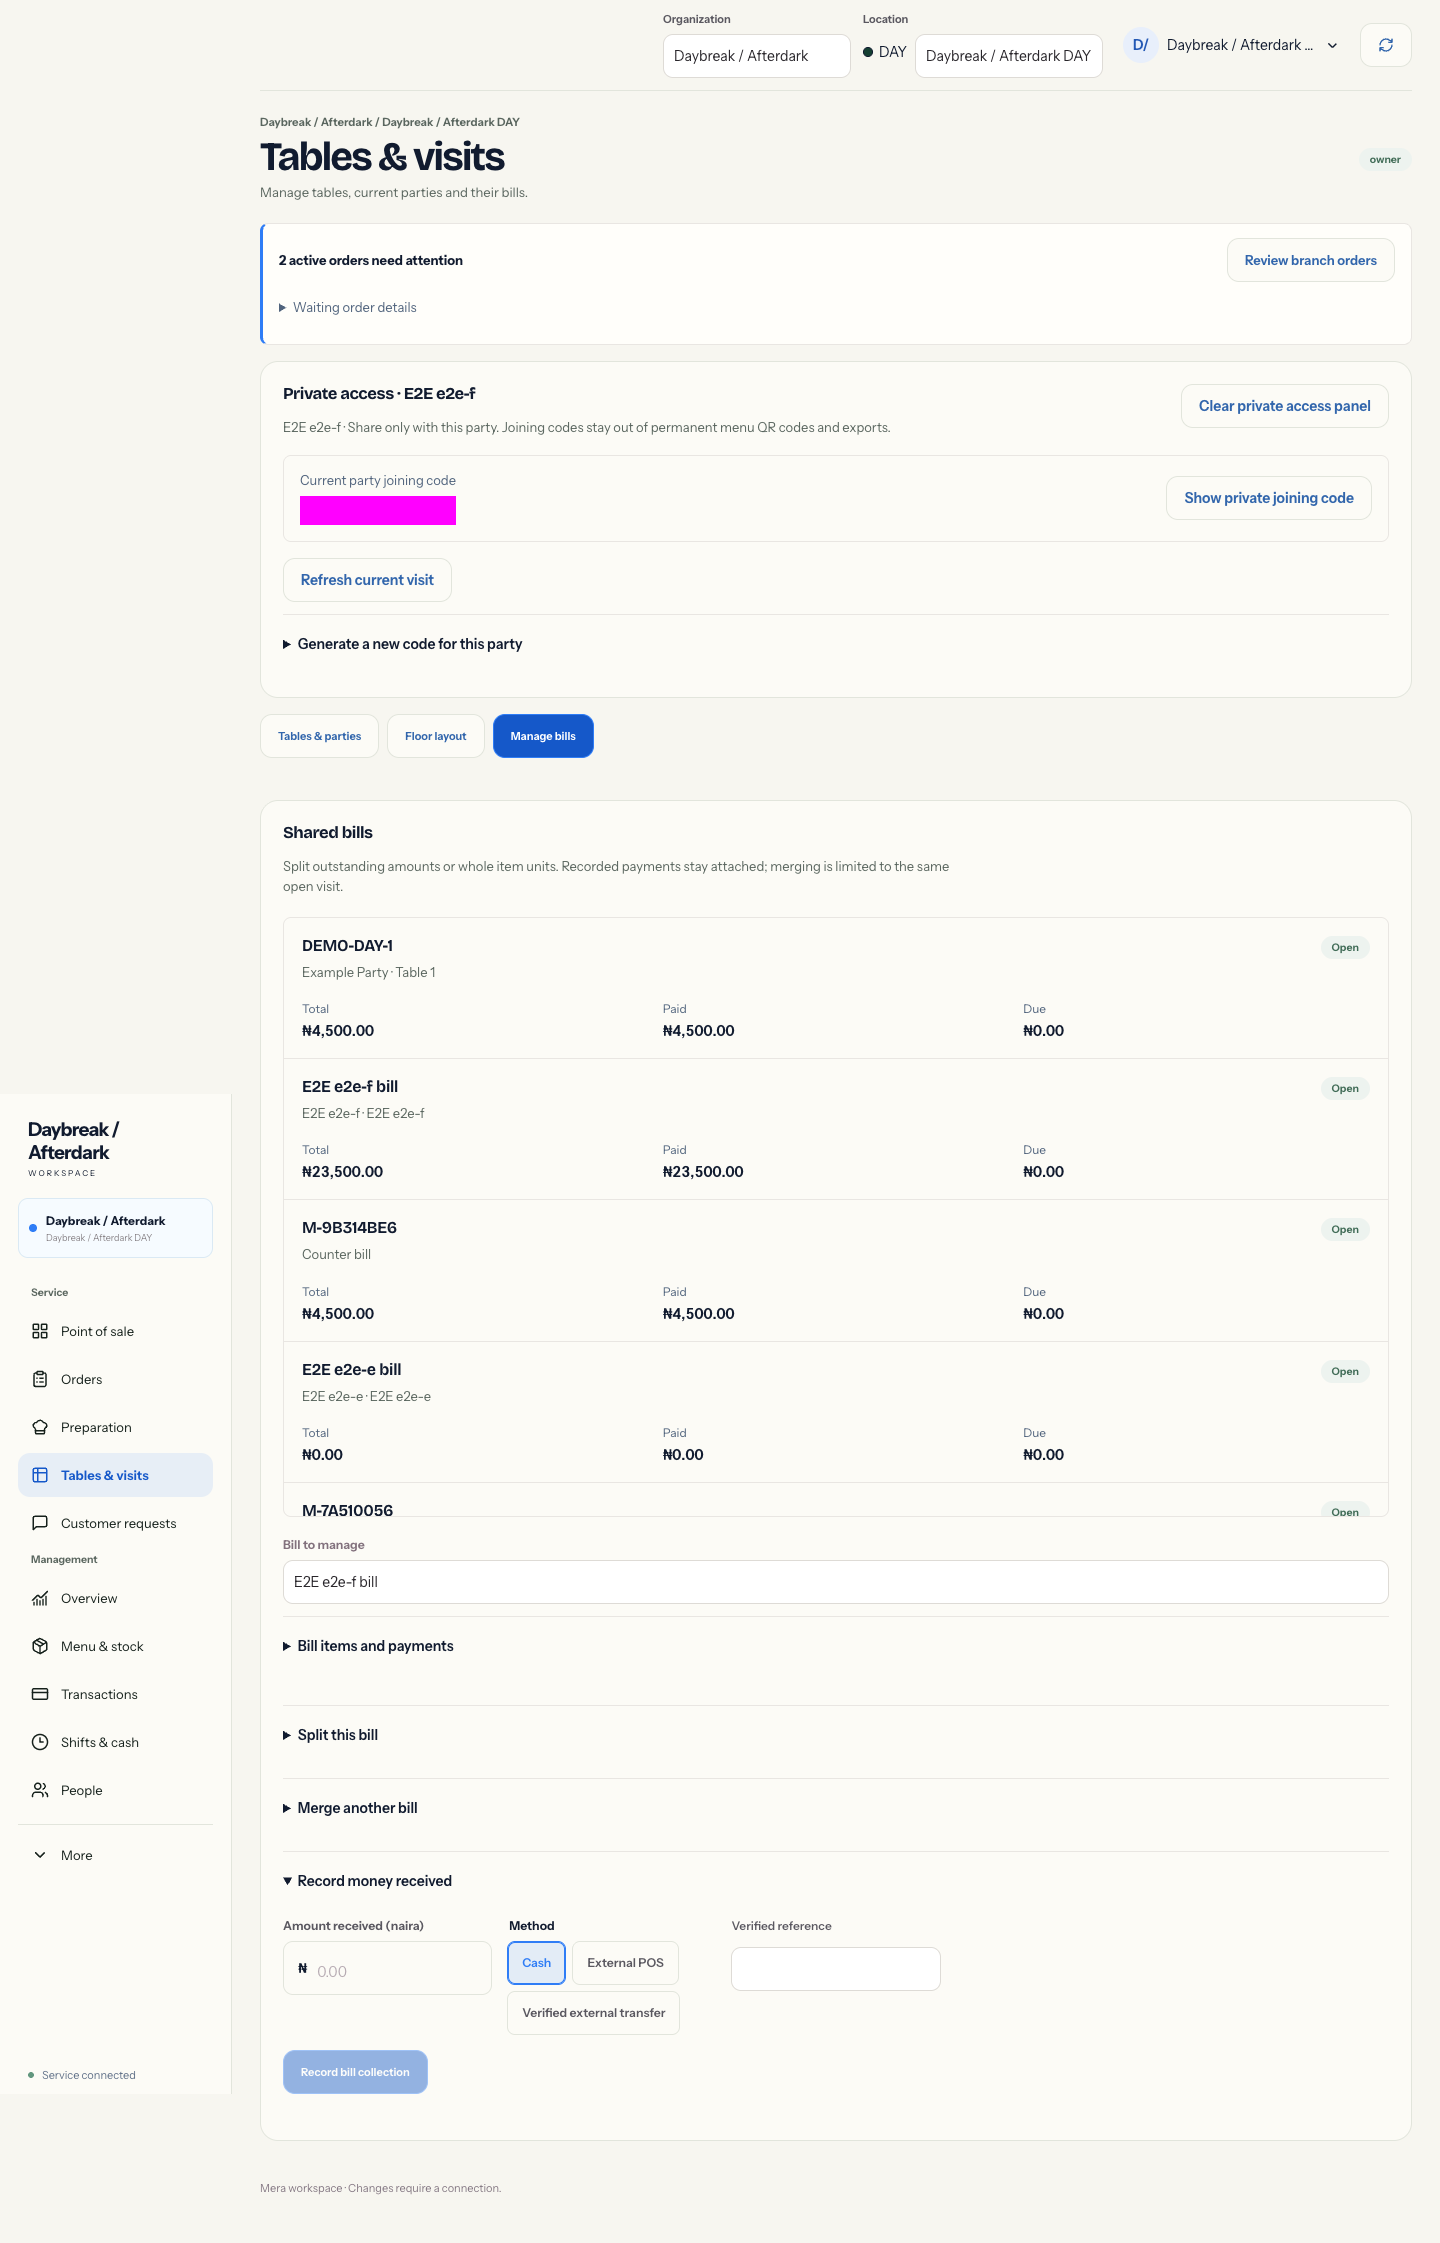 Organization
Location
Daybreak / Afterdark
DAY
Daybreak / Afterdark DAY
D/
Daybreak / Afterdark ...
Daybreak / Afterdark / Daybreak / Afterdark DAY
Tables & visits
owner
Manage tables, current parties and their bills.
2 active orders need attention
Review branch orders
Waiting order details
Private access · E2E e2e-f
Clear private access panel
E2E e2e-f · Share only with this party. Joining codes stay out of permanent menu QR codes and exports.
Current party joining code
Show private joining code
Refresh current visit
Generate a new code for this party
Tables & parties
Floor layout
Manage bills
Shared bills
Split outstanding amounts or whole item units. Recorded payments stay attached; merging is limited to the same
open visit.
DEMO-DAY-1
Open
Example Party · Table 1
Total
Paid
Due
₦4,500.00
₦4,500.00
₦0.00
E2E e2e-f bill
Open
E2E e2e-f · E2E e2e-f
Total
Paid
Due
₦23,500.00
₦23,500.00
₦0.00
M-9B314BE6
Open
Counter bill
Total
Paid
Due
₦4,500.00
₦4,500.00
₦0.00
E2E e2e-e bill
Open
E2E e2e-e · E2E e2e-e
Total
Paid
Due
₦0.00
₦0.00
₦0.00
M-7A510056
Open
Bill to manage
E2E e2e-f bill
Bill items and payments
Split this bill
Merge another bill
Record money received
Amount received (naira)
Method
Verified reference
₦ 0.00
Cash
External POS
Verified external transfer
Record bill collection
Mera workspace · Changes require a connection.
Daybreak /
Afterdark
WORKSPACE
Daybreak / Afterdark
Daybreak / Afterdark DAY
Service
Point of sale
Orders
Preparation
Tables & visits
Customer requests
Management
Overview
Menu & stock
Transactions
Shifts & cash
People
More
Service connected